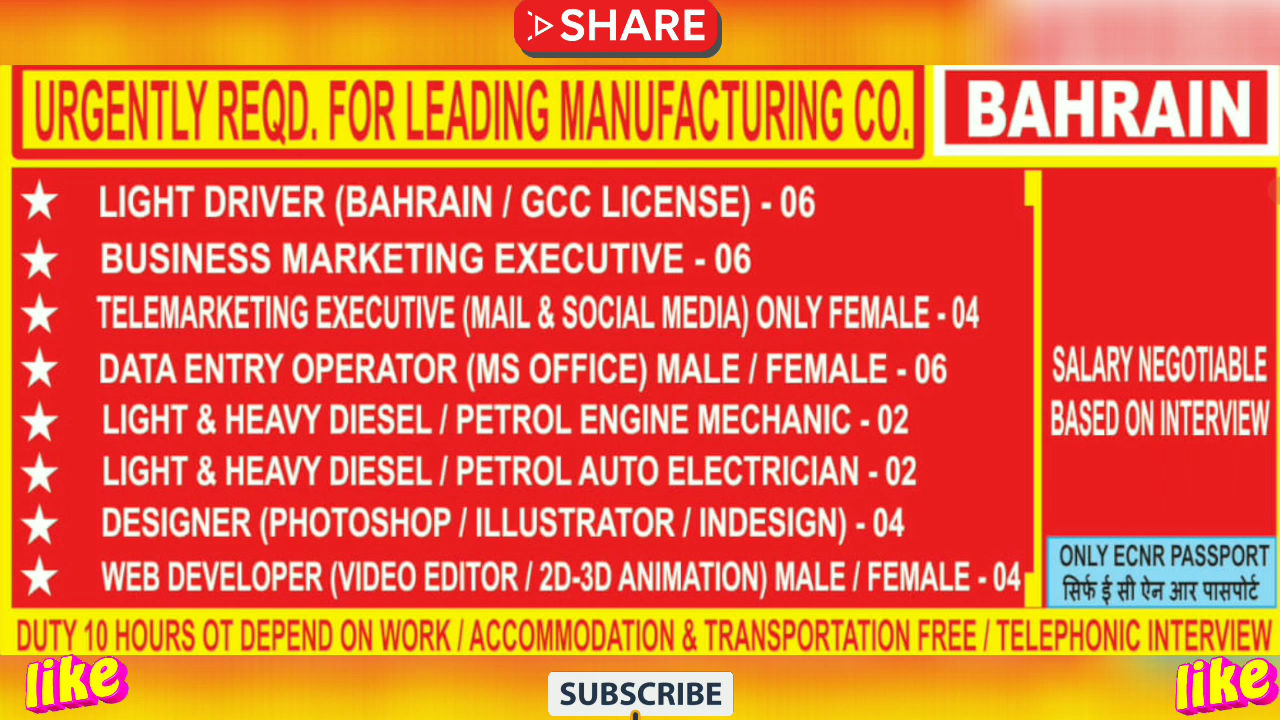 SHARE
URGENTLY REQD. FOR LEADING MANUFACTURING CO.
BAHRAIN
LIGHT DRIVER (BAHRAIN / GCC LICENSE) - 06
BUSINESS MARKETING EXECUTIVE - 06
TELEMARKETING EXECUTIVE (MAIL & SOCIAL MEDIA) ONLY FEMALE - 04
DATA ENTRY OPERATOR (MS OFFICE) MALE / FEMALE - 06
LIGHT & HEAVY DIESEL / PETROL ENGINE MECHANIC - 02
LIGHT & HEAVY DIESEL / PETROL AUTO ELECTRICIAN - 02
DESIGNER (PHOTOSHOP / ILLUSTRATOR / INDESIGN) - 04
WEB DEVELOPER (VIDEO EDITOR / 2D-3D ANIMATION) MALE / FEMALE - 04
SALARY NEGOTIABLE
BASED ON INTERVIEW
ONLY ECNR PASSPORT
सिर्फ ई सी ऐन आर पासपोर्ट
DUTY 10 HOURS OT DEPEND ON WORK / ACCOMMODATION & TRANSPORTATION FREE / TELEPHONIC INTERVIEW
like
SUBSCRIBE
like